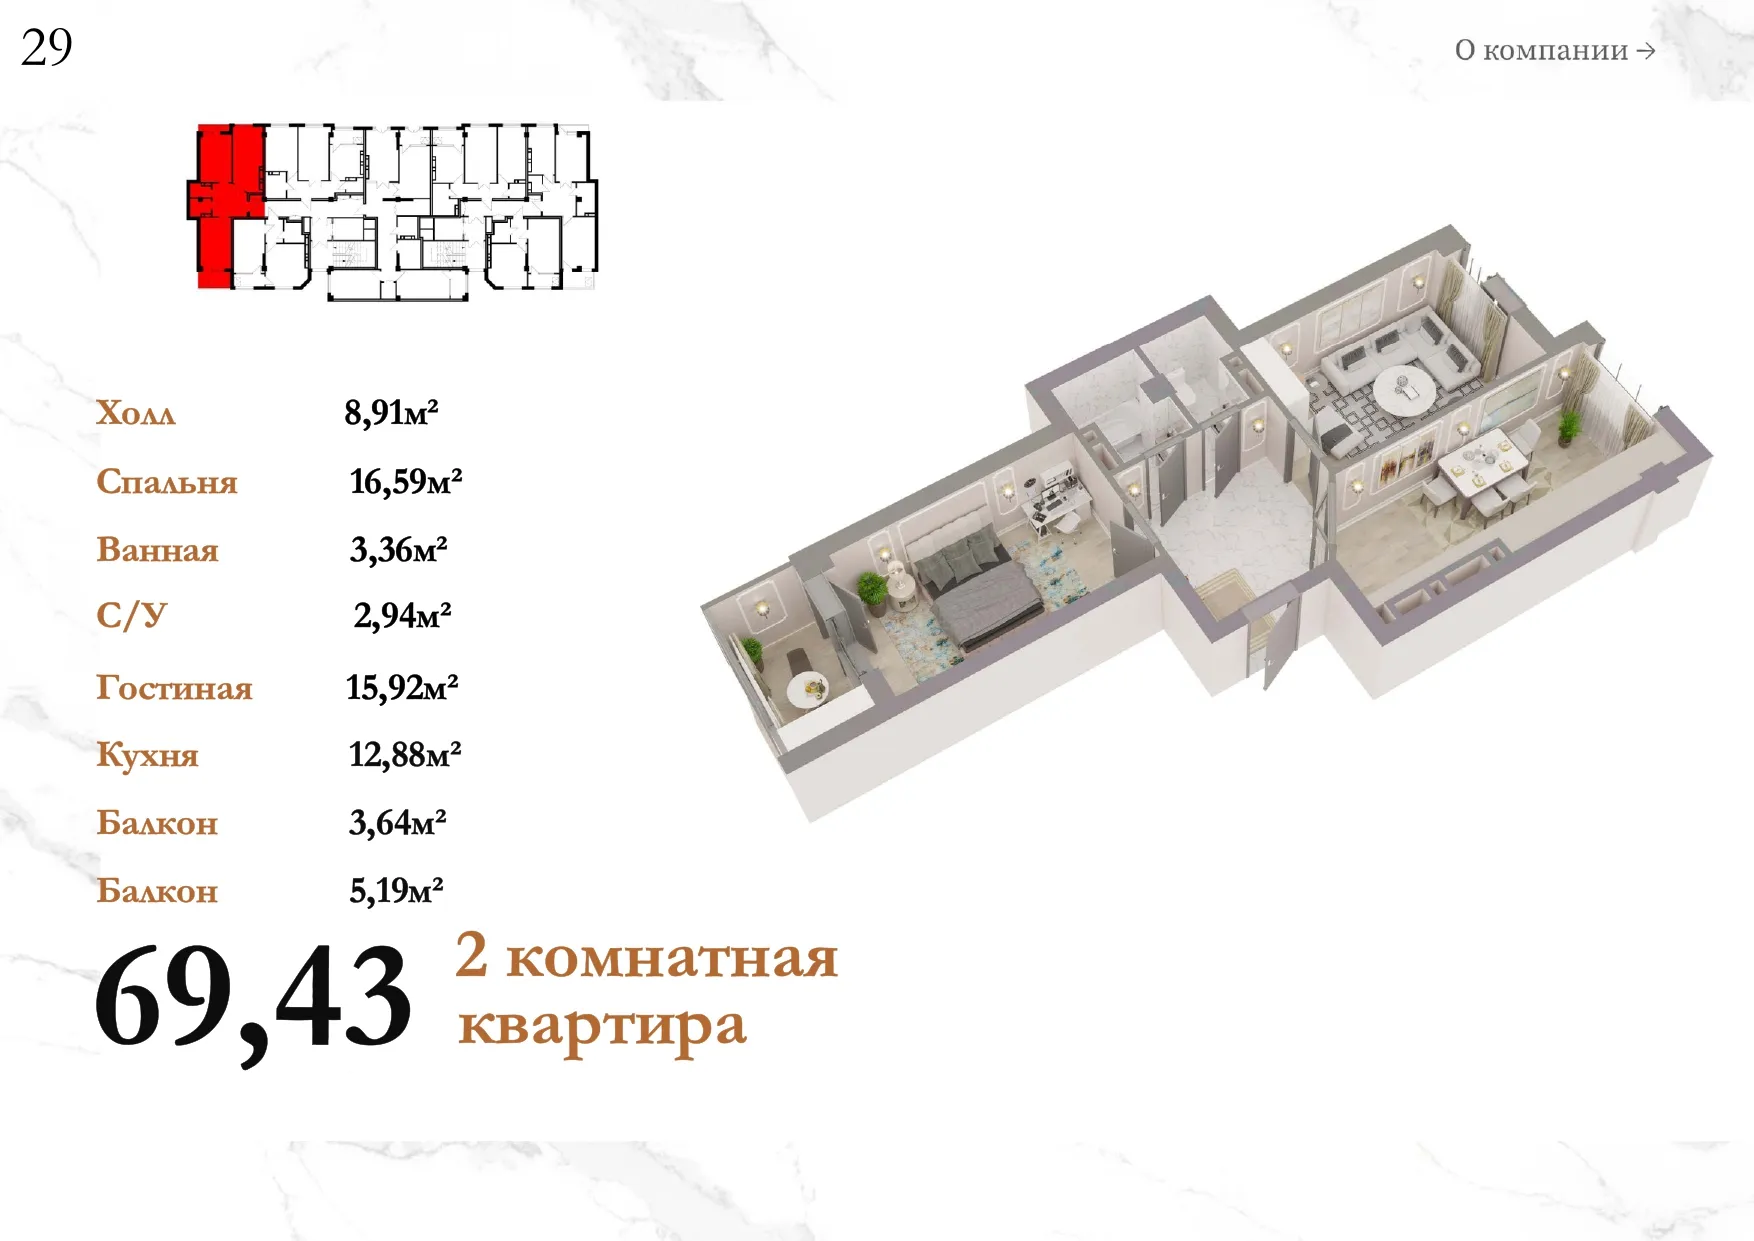 29
О компании →
Холл 8,91м²
Спальня 16,59м²
Ванная 3,36м²
С/У 2,94м²
Гостиная 15,92м²
Кухня 12,88м²
Балкон 3,64м²
Балкон 5,19м²
69,43
2 комнатная
квартира